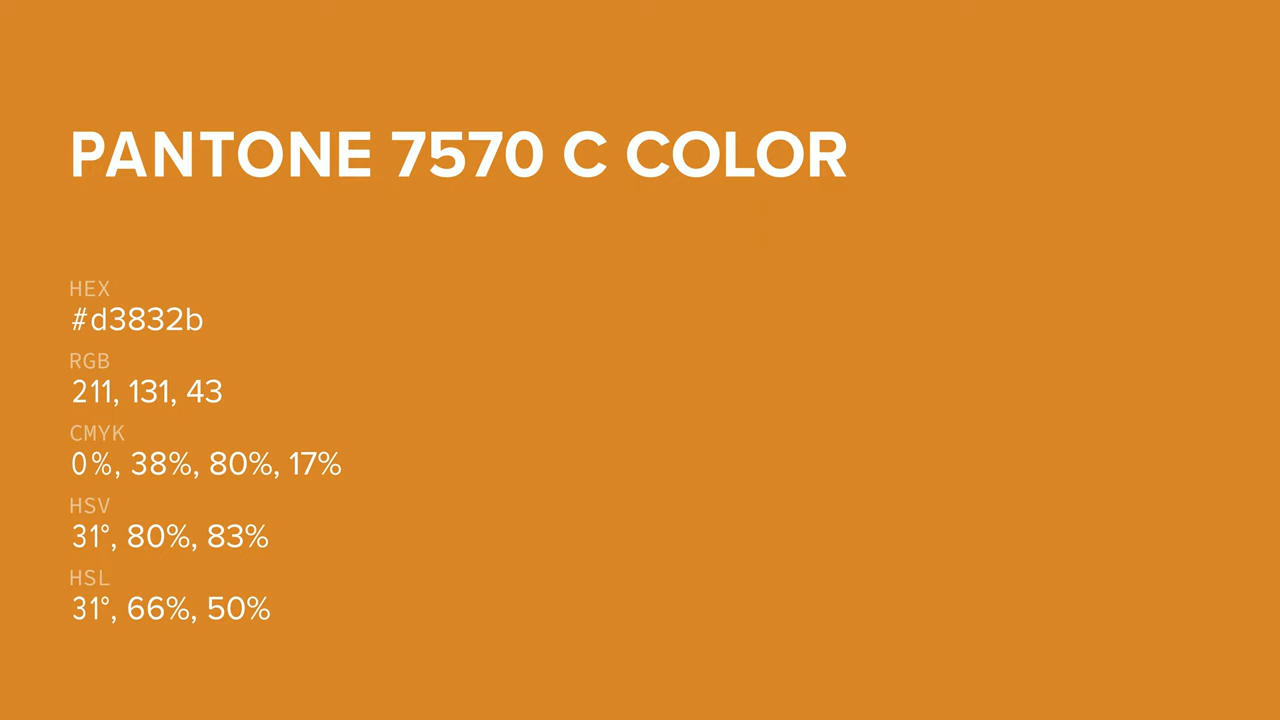 PANTONE 7570 C COLOR
HEX
#d3832b
RGB
211, 131, 43
CMYK
0%, 38%, 80%, 17%
HSV
31°, 80%, 83%
HSL
31°, 66%, 50%